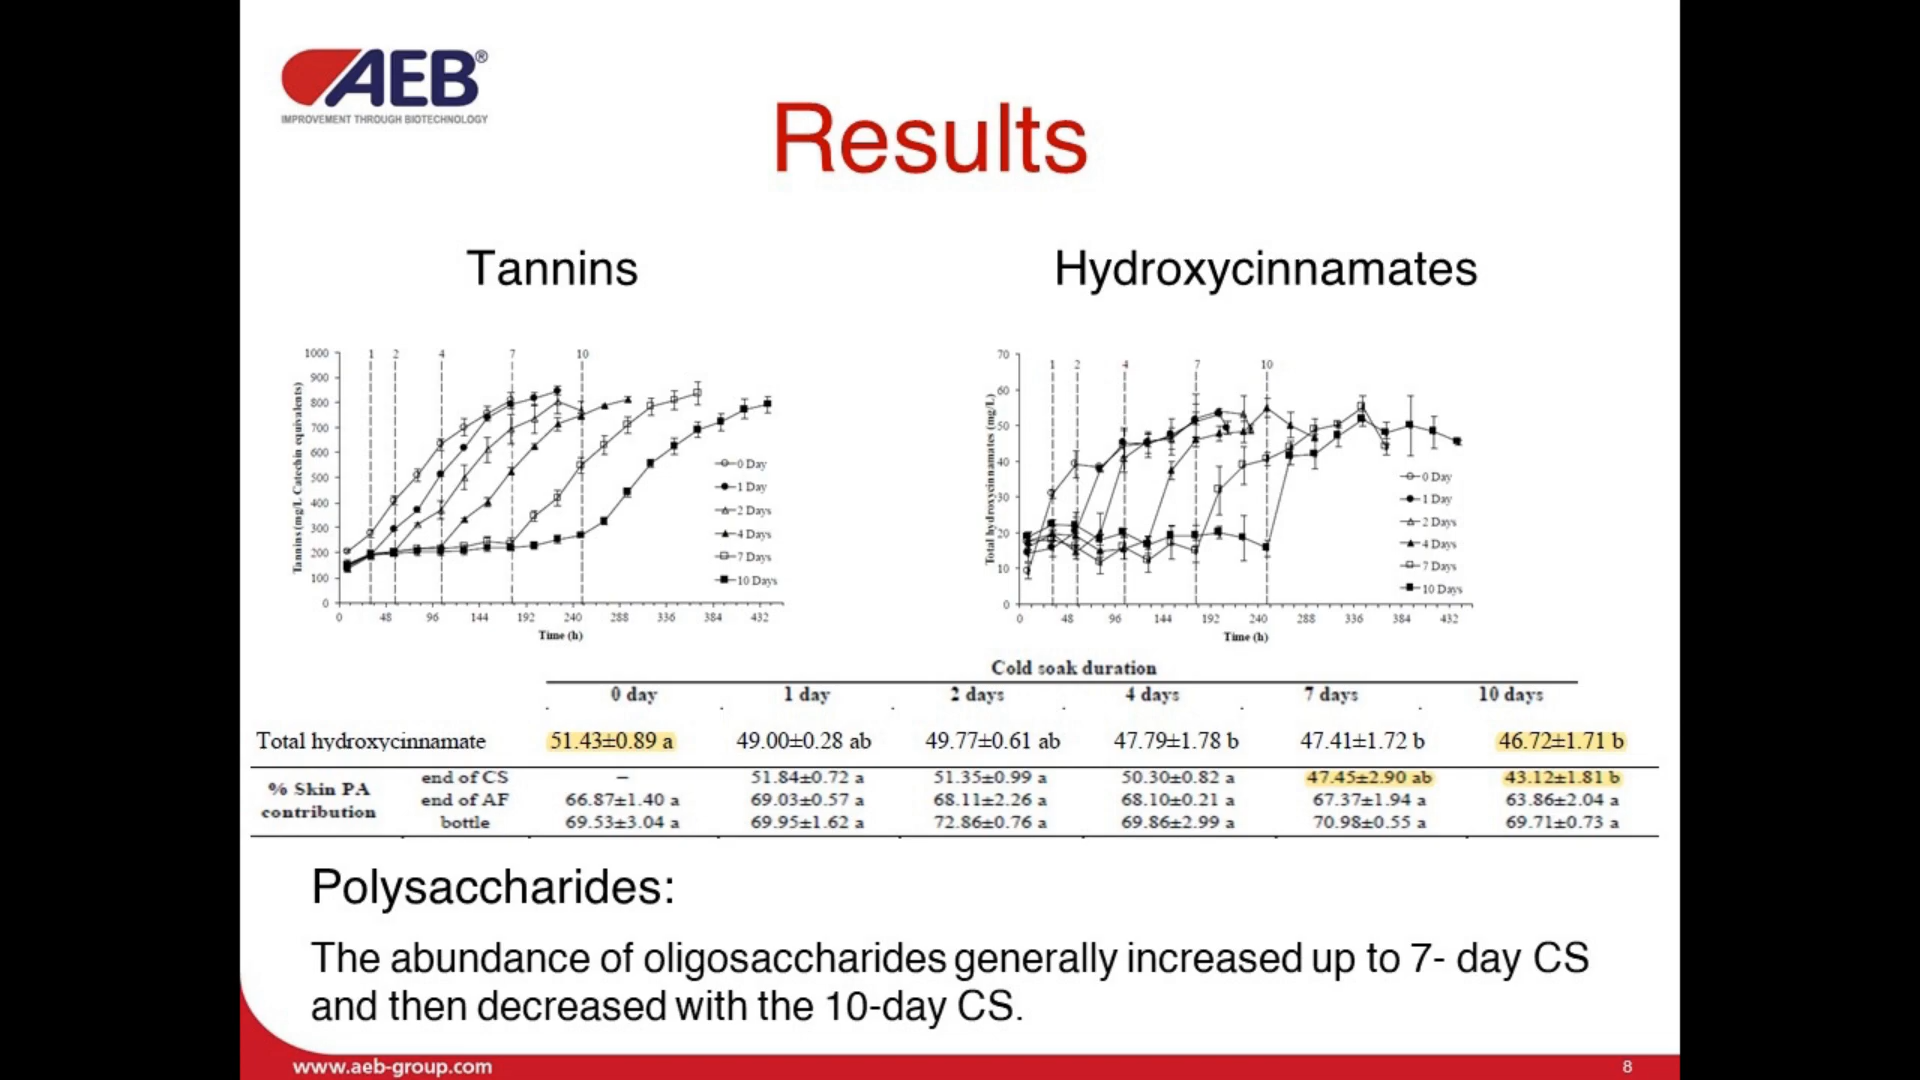 AEB®
IMPROVEMENT THROUGH BIOTECHNOLOGY
Results
Tannins
Hydroxycinnamates
1000
900
800
700
600
500
400
300
200
100
0
Tannins (mg/L Catechin equivalents)
1 2 4 7 10
0 Day
1 Day
2 Days
4 Days
7 Days
10 Days
0 48 96 144 192 240 288 336 384 432
Time (h)
70
60
50
40
30
20
10
0
Total hydroxycinnamates (mg/L)
1 2 4 7 10
0 Day
1 Day
2 Days
4 Days
7 Days
10 Days
0 48 96 144 192 240 288 336 384 432
Time (h)
Cold soak duration
0 day 1 day 2 days 4 days 7 days 10 days
Total hydroxycinnamate 51.43±0.89 a 49.00±0.28 ab 49.77±0.61 ab 47.79±1.78 b 47.41±1.72 b 46.72±1.71 b
% Skin PA contribution
end of CS – 51.84±0.72 a 51.35±0.99 a 50.30±0.82 a 47.45±2.90 ab 43.12±1.81 b
end of AF 66.87±1.40 a 69.03±0.57 a 68.11±2.26 a 68.10±0.21 a 67.37±1.94 a 63.86±2.04 a
bottle 69.53±3.04 a 69.95±1.62 a 72.86±0.76 a 69.86±2.99 a 70.98±0.55 a 69.71±0.73 a
Polysaccharides:
The abundance of oligosaccharides generally increased up to 7- day CS
and then decreased with the 10-day CS.
www.aeb-group.com
8